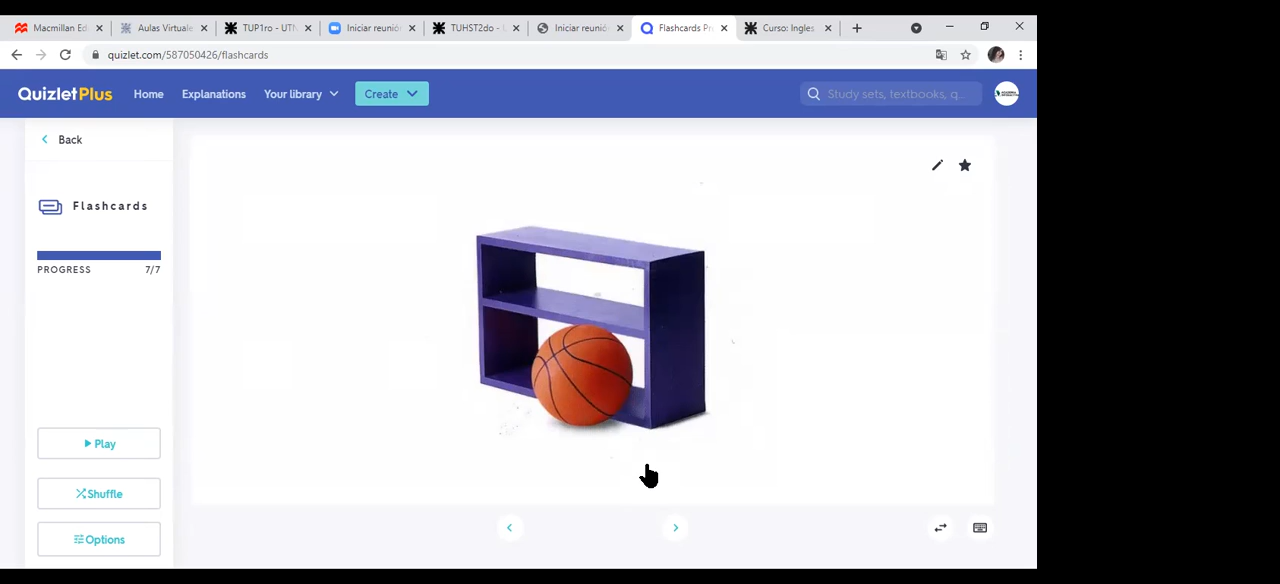 Macmillan Ed
Aulas Virtuale
TUP1ro - UTN
Iniciar reunió
TUHST2do -
Iniciar reunió
Flashcards Pr
Curso: Ingles
quizlet.com/587050426/flashcards
QuizletPlus
Home
Explanations
Your library
Create
Study sets, textbooks, q...
Back
Flashcards
PROGRESS 7/7
Play
Shuffle
Options